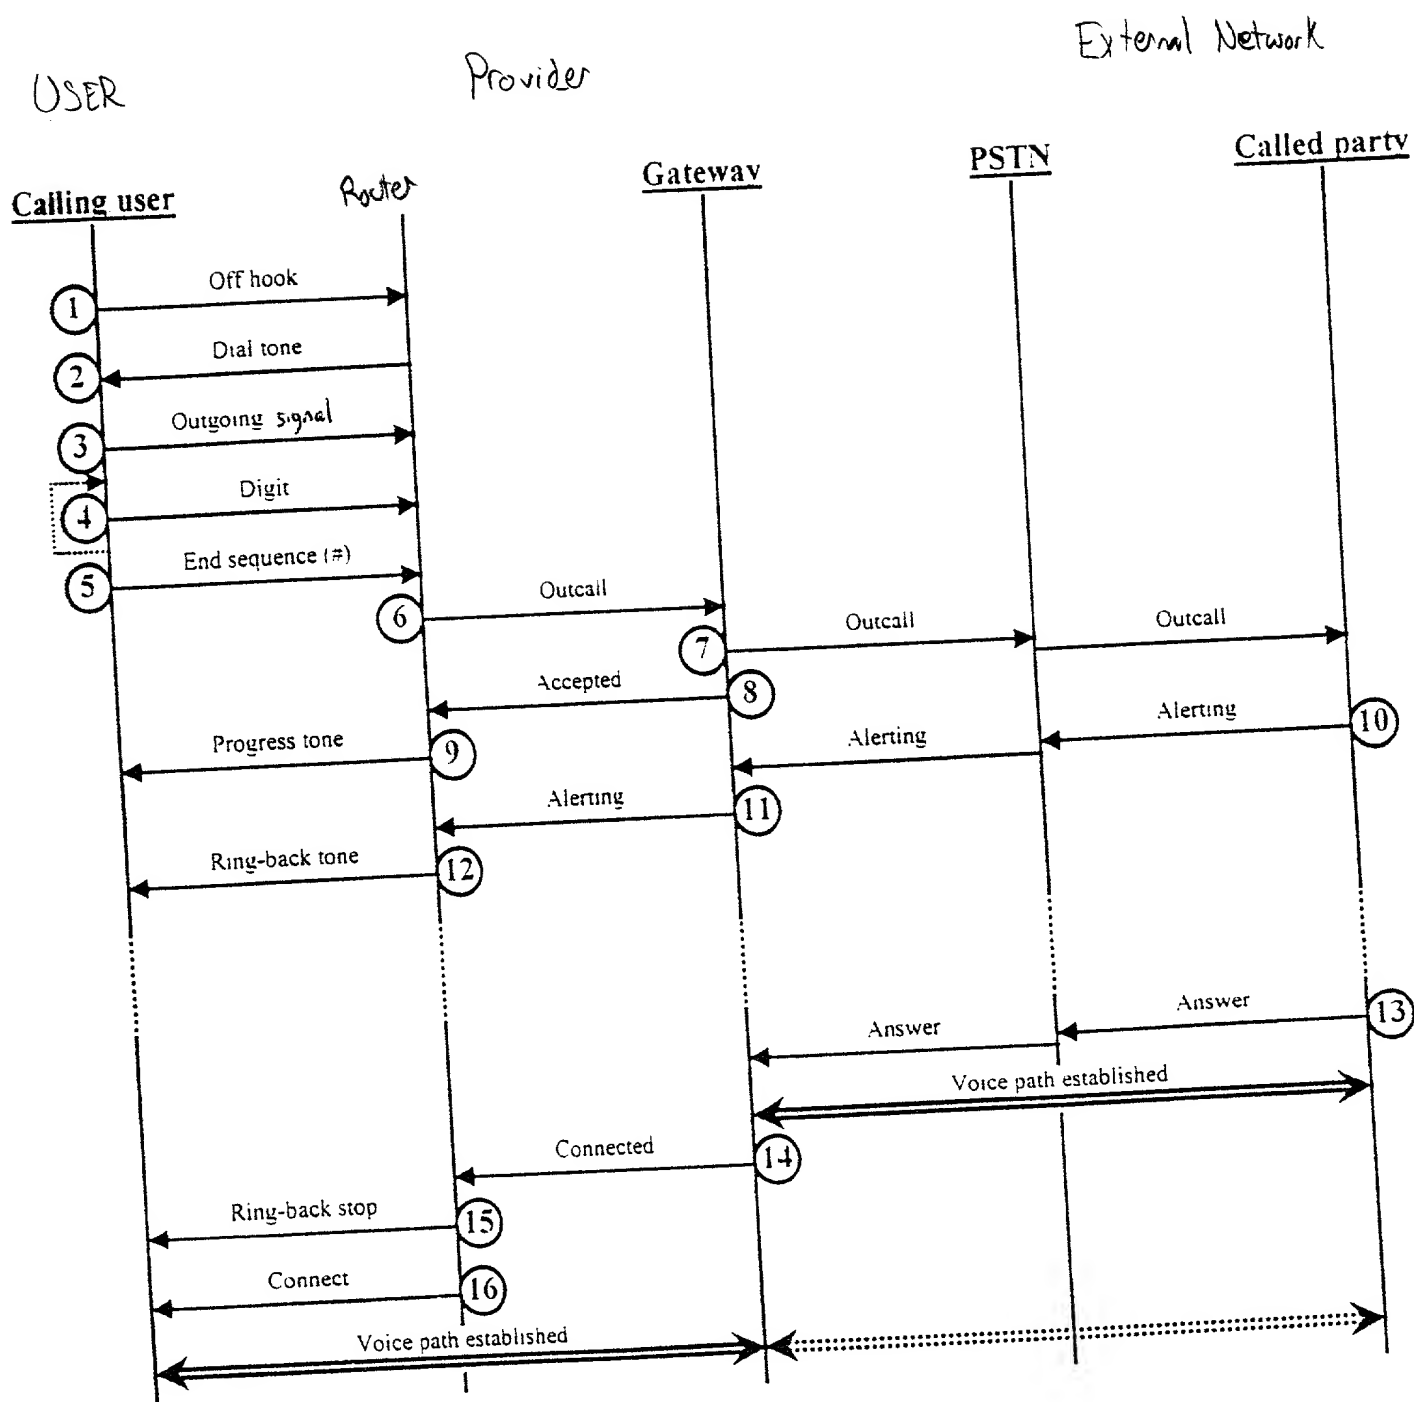 External Network
USER
Provider
Calling user
Router
Gateway
PSTN
Called party
1
Off hook
2
Dial tone
3
Outgoing signal
4
Digit
5
End sequence (#)
6
Outcall
7
Outcall
Outcall
Accepted
8
Progress tone
9
Alerting
Alerting
10
Alerting
11
Ring-back tone
12
Answer
Answer
13
Voice path established
Connected
14
Ring-back stop
15
Connect
16
Voice path established